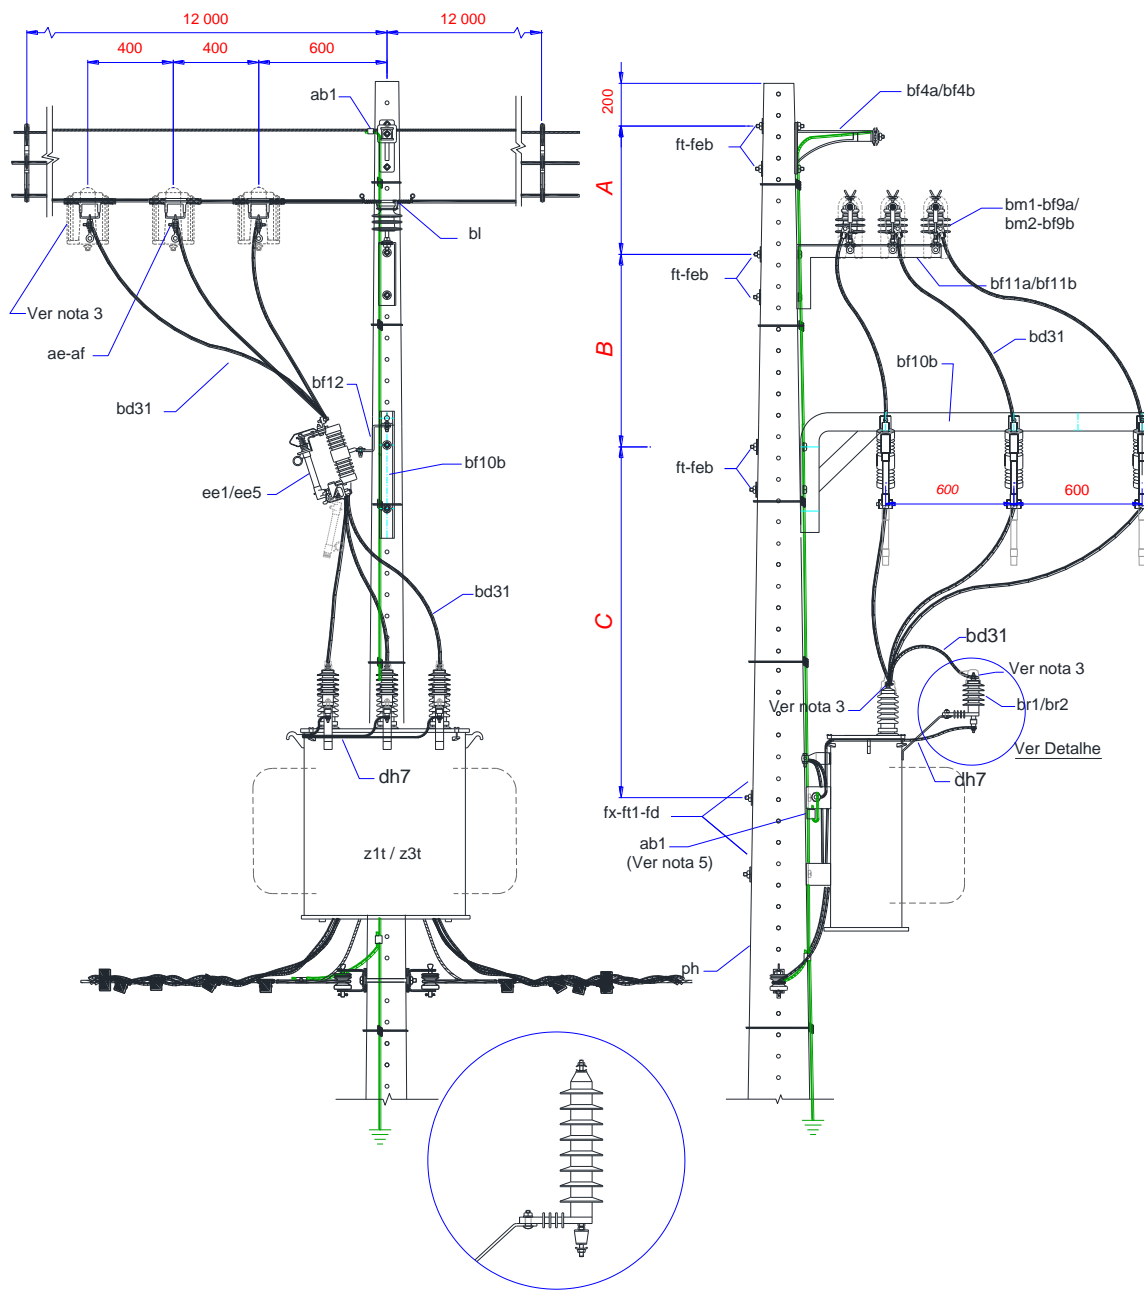 12 000
12 000
400
400
600
ab1
bl
Ver nota 3
ae-af
bd31
bf12
bf10b
ee1/ee5
bd31
dh7
z1t / z3t
200
A
B
C
bf4a/bf4b
ft-feb
bm1-bf9a/
bm2-bf9b
ft-feb
bf11a/bf11b
bd31
bf10b
ft-feb
600
600
bd31
Ver nota 3
Ver nota 3
br1/br2
Ver Detalhe
dh7
fx-ft1-fd
ab1
(Ver nota 5)
ph